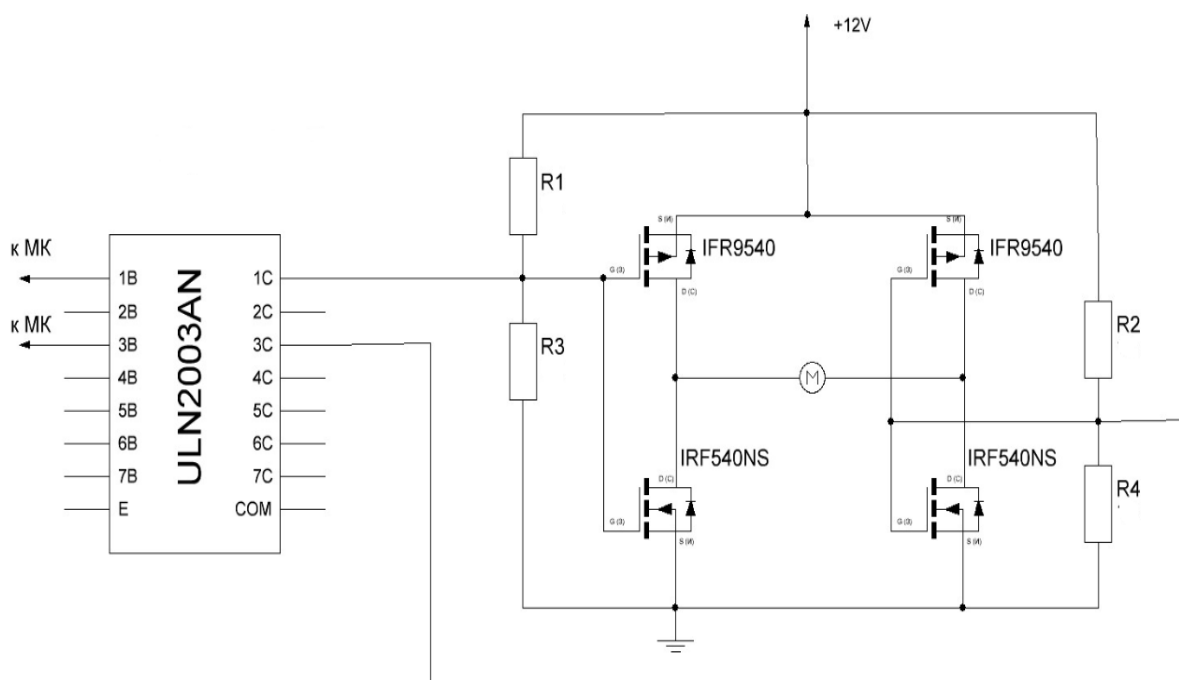 +12V
R1
к МК
к МК
ULN2003AN
1B
2B
3B
4B
5B
6B
7B
E
1C
2C
3C
4C
5C
6C
7C
COM
R3
S (И)
G (З)
D (С)
IFR9540
S (И)
G (З)
D (С)
IFR9540
R2
M
IRF540NS
D (С)
G (З)
S (И)
IRF540NS
D (С)
G (З)
S (И)
R4